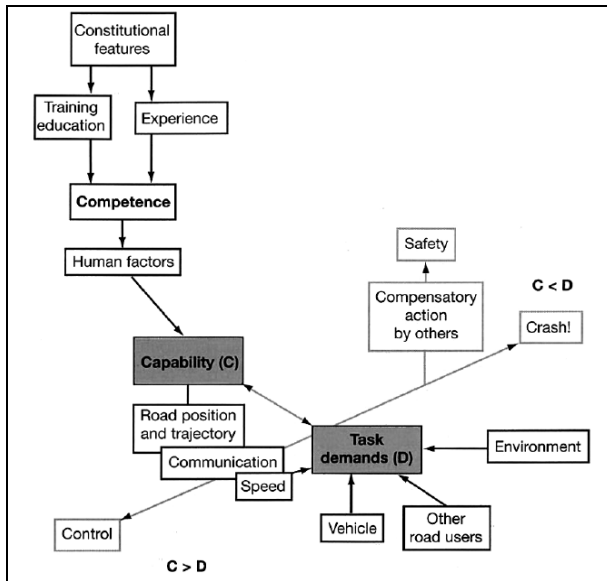 Constitutional
features
Training
education
Experience
Competence
Human factors
Safety
C < D
Compensatory
action
by others
Crash!
Capability (C)
Road position
and trajectory
Task
demands (D)
Environment
Communication
Speed
Vehicle
Other
road users
Control
C > D